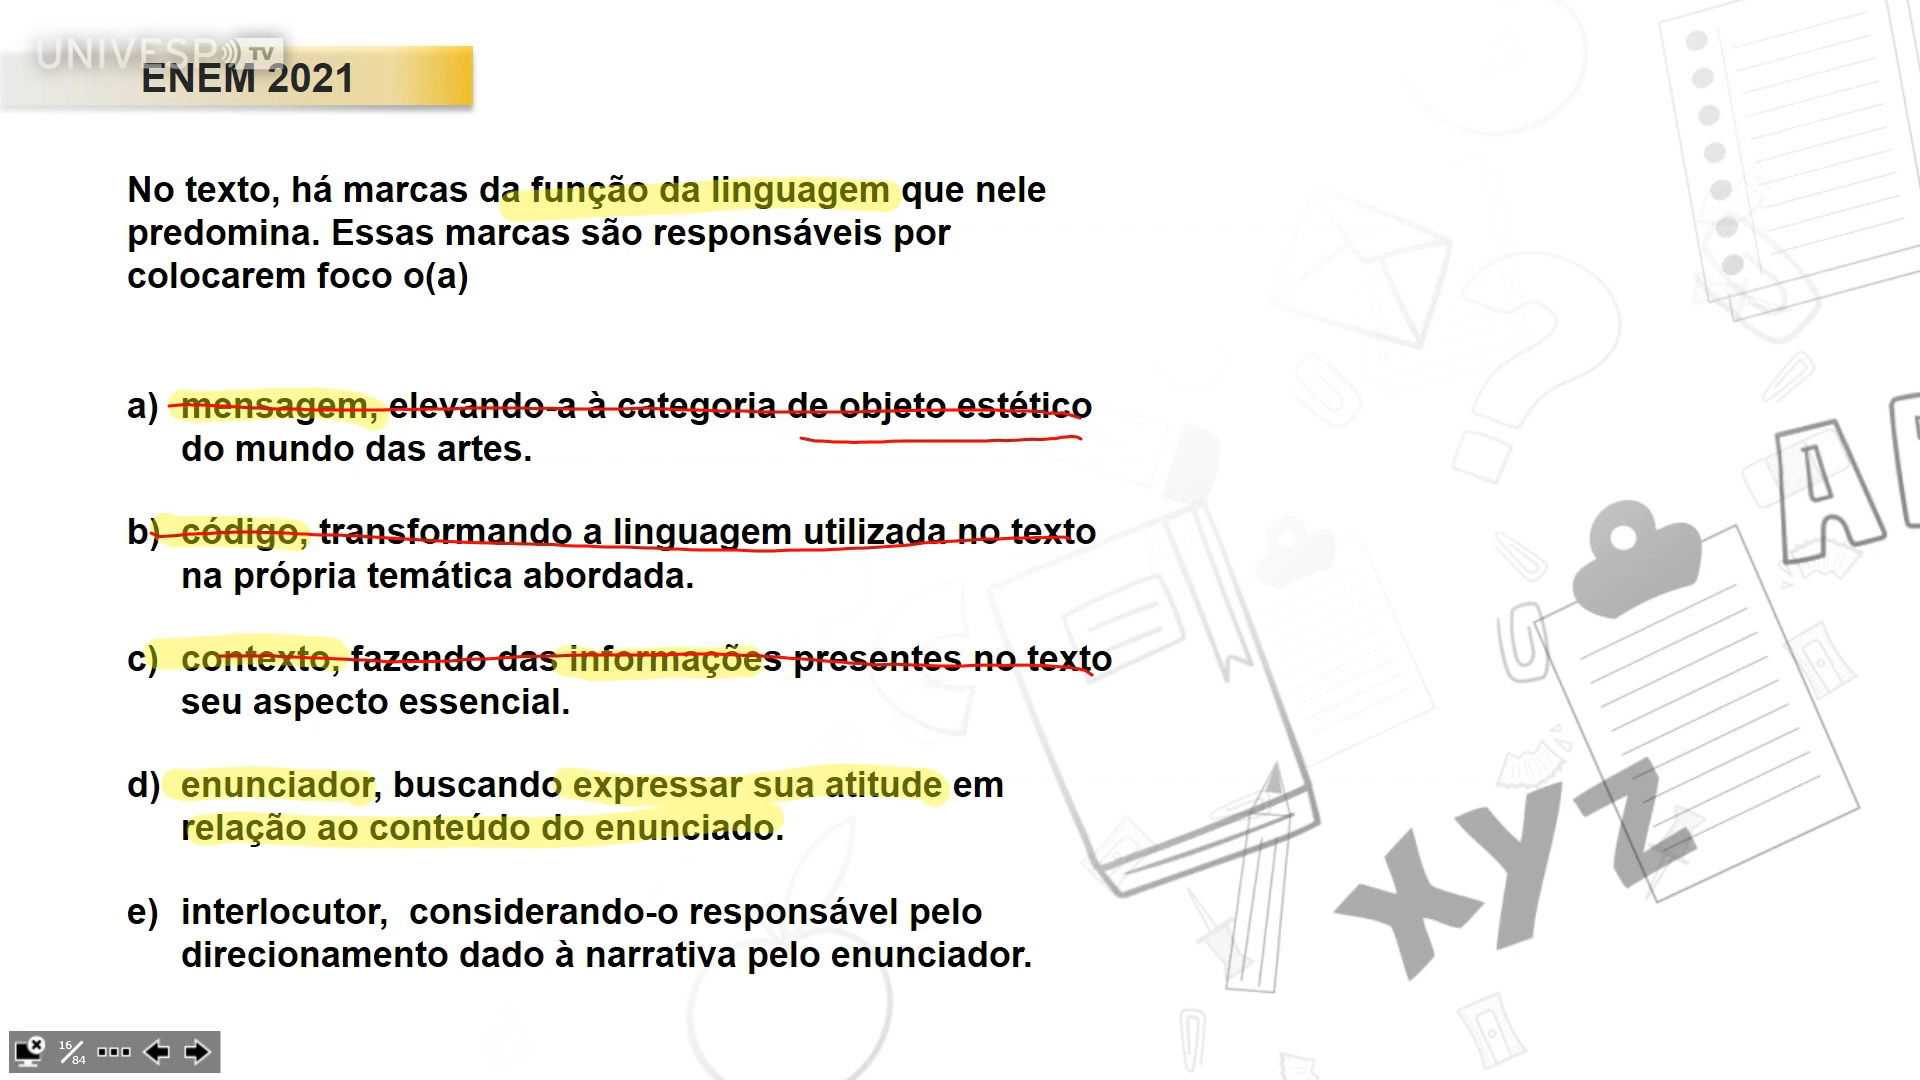 UNIVESP TV
ENEM 2021
No texto, há marcas da função da linguagem que nele
predomina. Essas marcas são responsáveis por
colocarem foco o(a)
a) mensagem, elevando-a à categoria de objeto estético
do mundo das artes.
b) código, transformando a linguagem utilizada no texto
na própria temática abordada.
c) contexto, fazendo das informações presentes no texto
seu aspecto essencial.
d) enunciador, buscando expressar sua atitude em
relação ao conteúdo do enunciado.
e) interlocutor, considerando-o responsável pelo
direcionamento dado à narrativa pelo enunciador.
A
XYZ
16/84